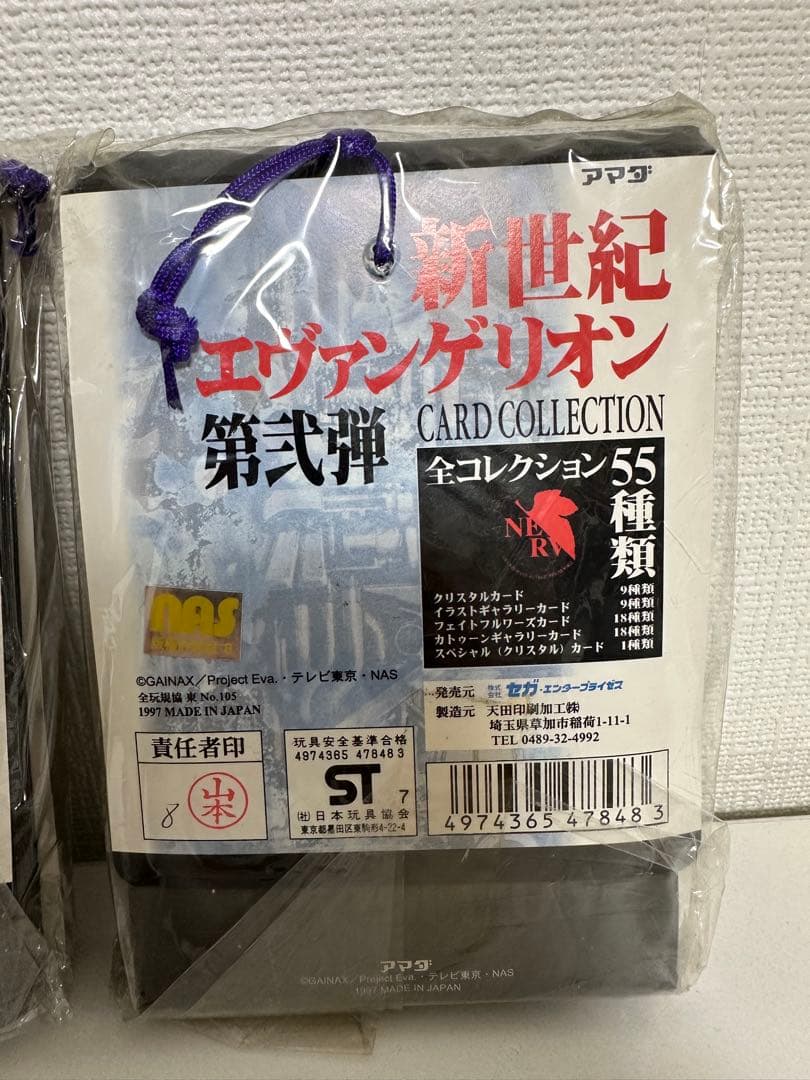 アマダ
新世紀
エヴァンゲリオン
第弐弾
CARD COLLECTION
全コレクション55種類
NERV
クリスタルカード 9種類
イラストギャラリーカード 9種類
フェイトフルワーズカード 18種類
カトゥーンギャラリーカード 18種類
スペシャル（クリスタル）カード 1種類
nas
©GAINAX／Project Eva.・テレビ東京・NAS
全玩規協 東 No.105
1997 MADE IN JAPAN
発売元 株式会社 セガ・エンタープライゼス
製造元 天田印刷加工㈱
埼玉県草加市稲荷1-11-1
TEL 0489-32-4992
責任者印
8
山本
玩具安全基準合格
4974365 47848 3
ST 7
(社)日本玩具協会
東京都墨田区東駒形4-22-4
4974365 478483
アマダ
©GAINAX／Project Eva.・テレビ東京・NAS
1997 MADE IN JAPAN